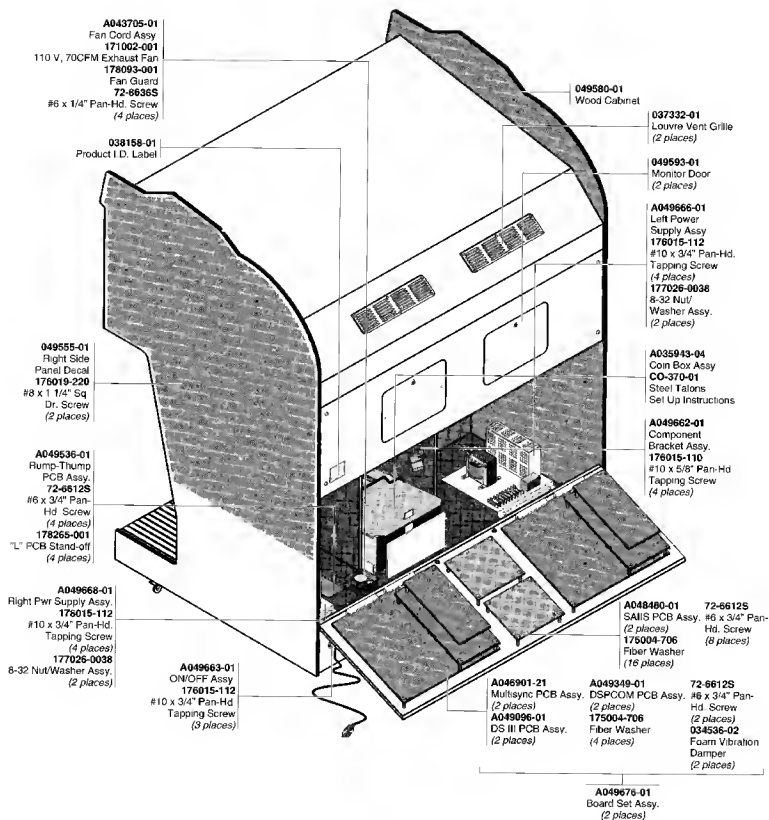 A043705-01
Fan Cord Assy
171002-001
110 V, 70CFM Exhaust Fan
178093-001
Fan Guard
72-6636S
#6 x 1/4" Pan-Hd. Screw
(4 places)
038158-01
Product I.D. Label
049580-01
Wood Cabinet
037332-01
Louvre Vent Grille
(2 places)
049593-01
Monitor Door
(2 places)
A049666-01
Left Power
Supply Assy
176015-112
#10 x 3/4" Pan-Hd.
Tapping Screw
(4 places)
177026-0038
8-32 Nut/
Washer Assy.
(2 places)
A035943-04
Coin Box Assy
CO-370-01
Steel Talons
Set Up Instructions
A049662-01
Component
Bracket Assy.
176015-110
#10 x 5/8" Pan-Hd
Tapping Screw
(4 places)
049555-01
Right Side
Panel Decal
176019-220
#8 x 1 1/4" Sq
Dr. Screw
(2 places)
A049536-01
Rump-Thump
PCB Assy.
72-6612S
#6 x 3/4" Pan-
Hd Screw
(4 places)
178265-001
"L" PCB Stand-off
(4 places)
A049668-01
Right Pwr Supply Assy.
176015-112
#10 x 3/4" Pan-Hd.
Tapping Screw
(4 places)
177026-0038
8-32 Nut/Washer Assy.
(2 places)
A049663-01
ON/OFF Assy
176015-112
#10 x 3/4" Pan-Hd
Tapping Screw
(3 places)
A048480-01
SAIIS PCB Assy.
(2 places)
175004-706
Fiber Washer
(16 places)
72-6612S
#6 x 3/4" Pan-
Hd. Screw
(8 places)
A046901-21
Multisync PCB Assy.
(2 places)
A049096-01
DS III PCB Assy.
(2 places)
A049349-01
DSPCOM PCB Assy.
(2 places)
175004-706
Fiber Washer
(4 places)
72-6612S
#6 x 3/4" Pan-
Hd. Screw
(2 places)
034536-02
Foam Vibration
Damper
(2 places)
A049676-01
Board Set Assy.
(2 places)